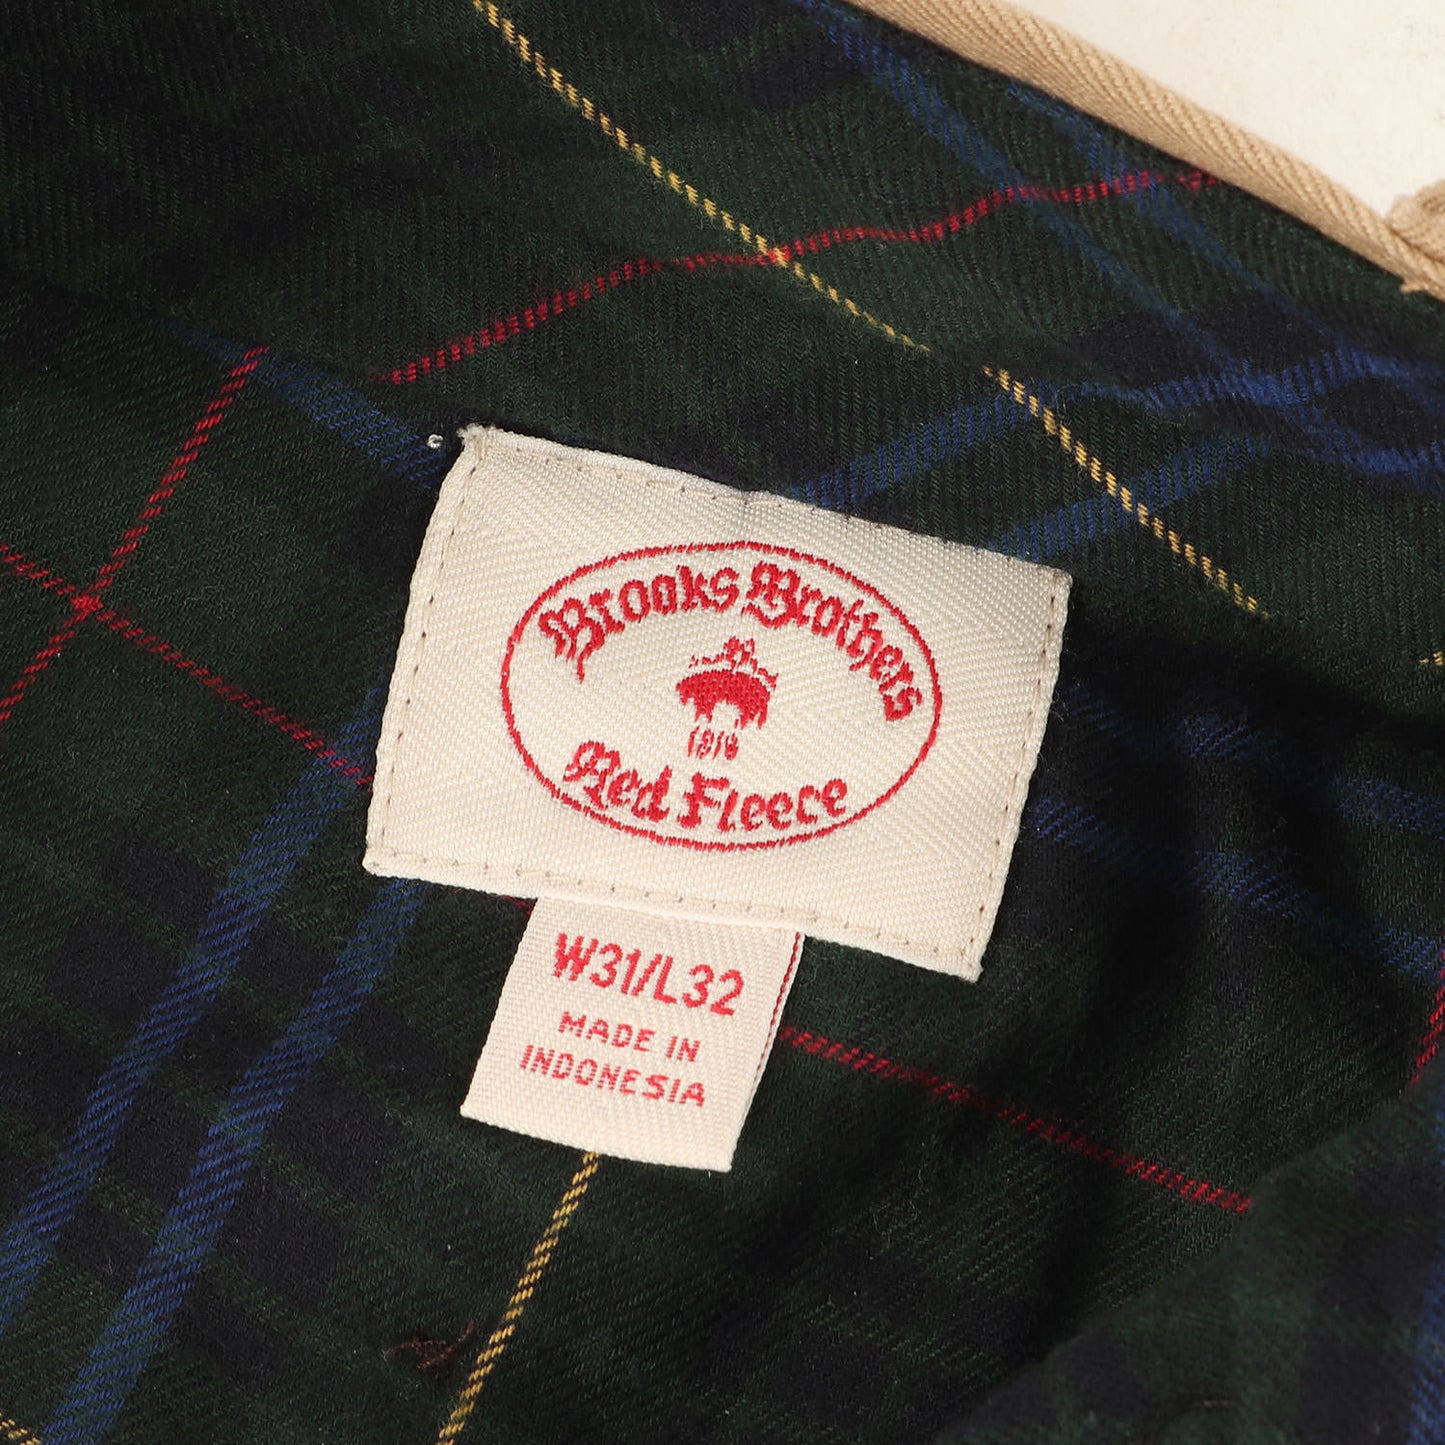 Brooks Brothers
1818
Red Fleece
W31/L32
MADE IN
INDONESIA